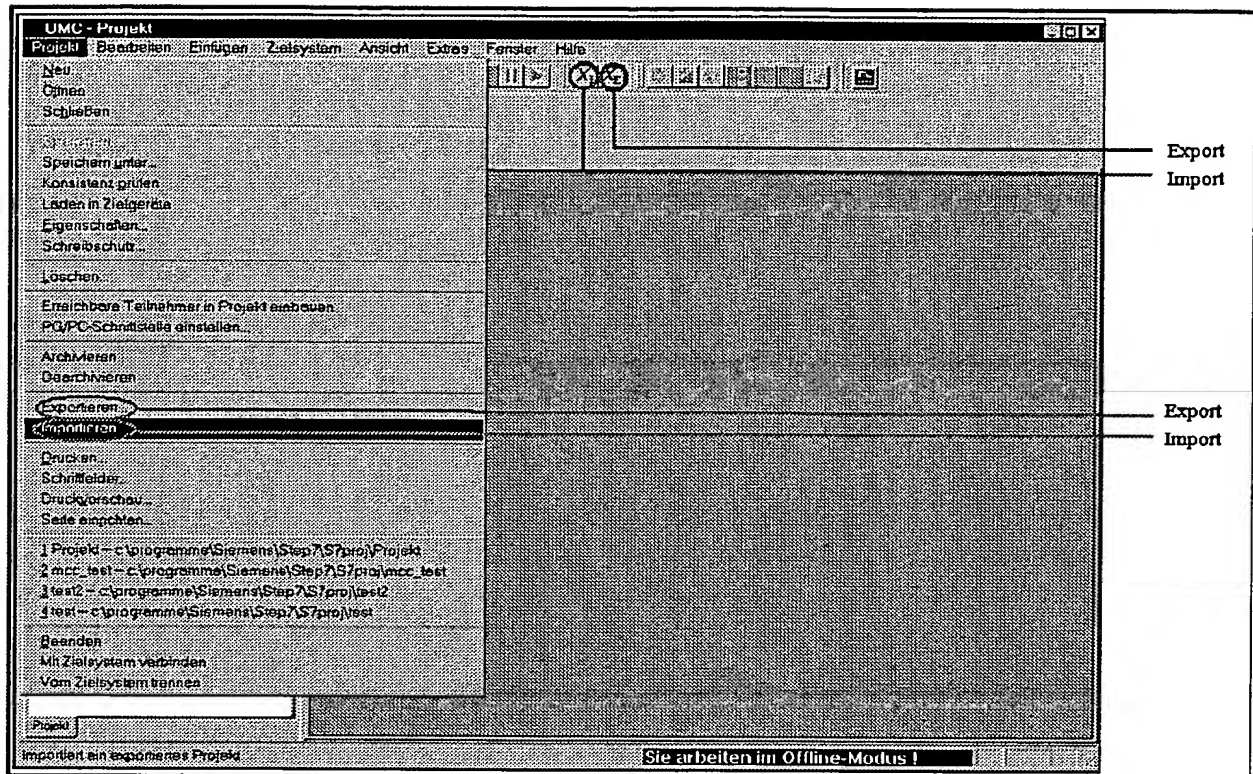 UMC - Projekt
Projekt Bearbeiten Einfügen Zielsystem Ansicht Extras Fenster Hilfe
Neu
Öffnen
Schließen
Speichern unter...
Konsistenz prüfen
Laden in Zielgeräte
Eigenschaften...
Schreibschutz...
Löschen
Erreichbare Teilnehmer in Projekt einbauen
PG/PC-Schnittstelle einstellen...
Archivieren
Dearchivieren
Exportieren...
Importieren
Drucken...
Schriftfelder...
Druckvorschau...
Seite einrichten...
1 Projekt – c:\programme\Siemens\Step7\S7proj\Projekt
2 mcc_test – c:\programme\Siemens\Step7\S7proj\mcc_test
3 test2 – c:\programme\Siemens\Step7\S7proj\test2
4 test – c:\programme\Siemens\Step7\S7proj\test
Beenden
Mit Zielsystem verbinden
Vom Zielsystem trennen
Export
Import
Export
Import
Projekt
Importiert ein exportiertes Projekt
Sie arbeiten im Offline-Modus !